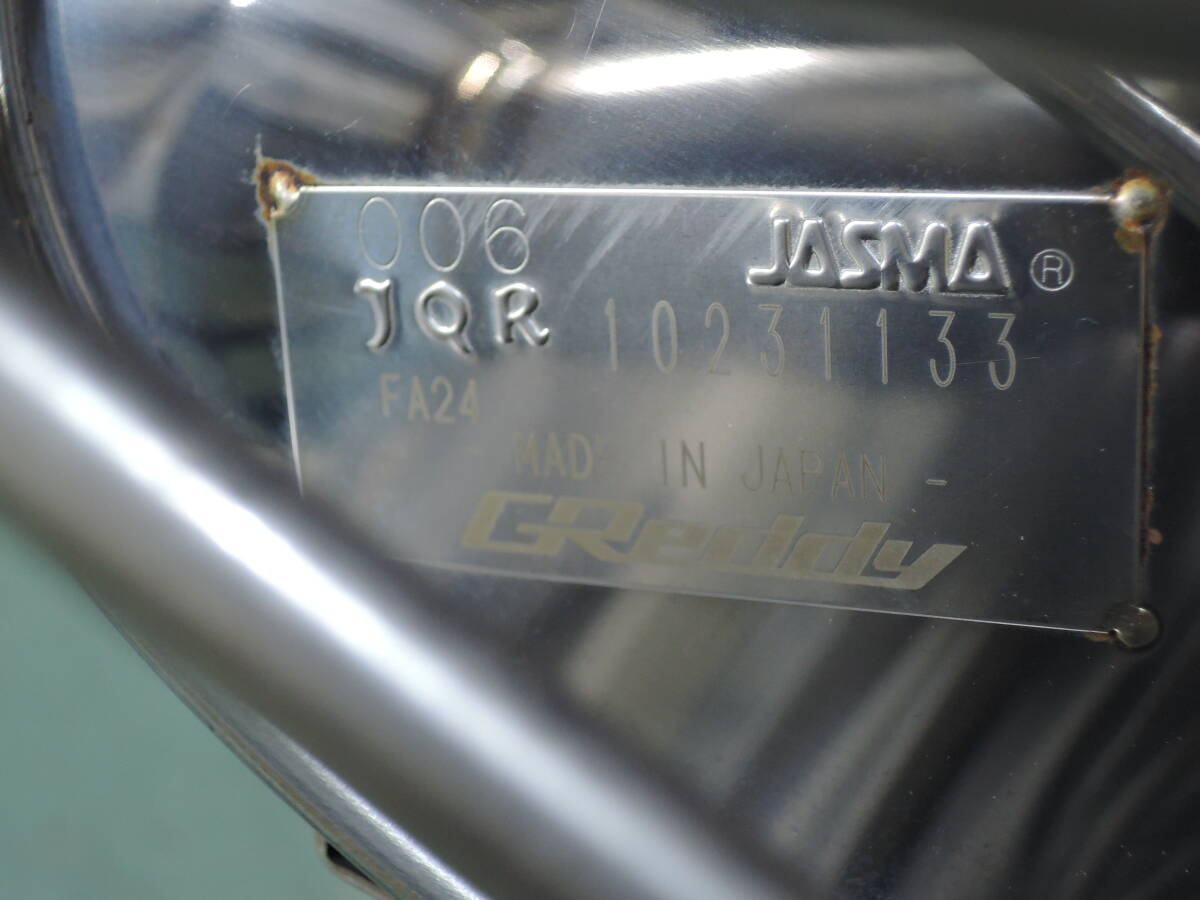 006 JASMA ®
JQR 10231133
FA24
- MADE IN JAPAN -
GReddy